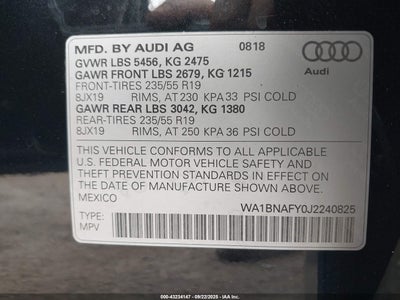 MFD. BY AUDI AG 0818
GVWR LBS 5456, KG 2475
GAWR FRONT LBS 2679, KG 1215
FRONT-TIRES 235/55 R19
8JX19 RIMS, AT 230 KPA 33 PSI COLD
GAWR REAR LBS 3042, KG 1380
REAR-TIRES 235/55 R19
8JX19 RIMS, AT 250 KPA 36 PSI COLD
Audi
THIS VEHICLE CONFORMS TO ALL APPLICABLE
U.S. FEDERAL MOTOR VEHICLE SAFETY AND
THEFT PREVENTION STANDARDS IN EFFECT ON
THE DATE OF MANUFACTURE SHOWN ABOVE.
MEXICO
WA1BNAFY0J2240825
TYPE:
MPV
000-43234147 - 09/22/2025 - www.iaai.com